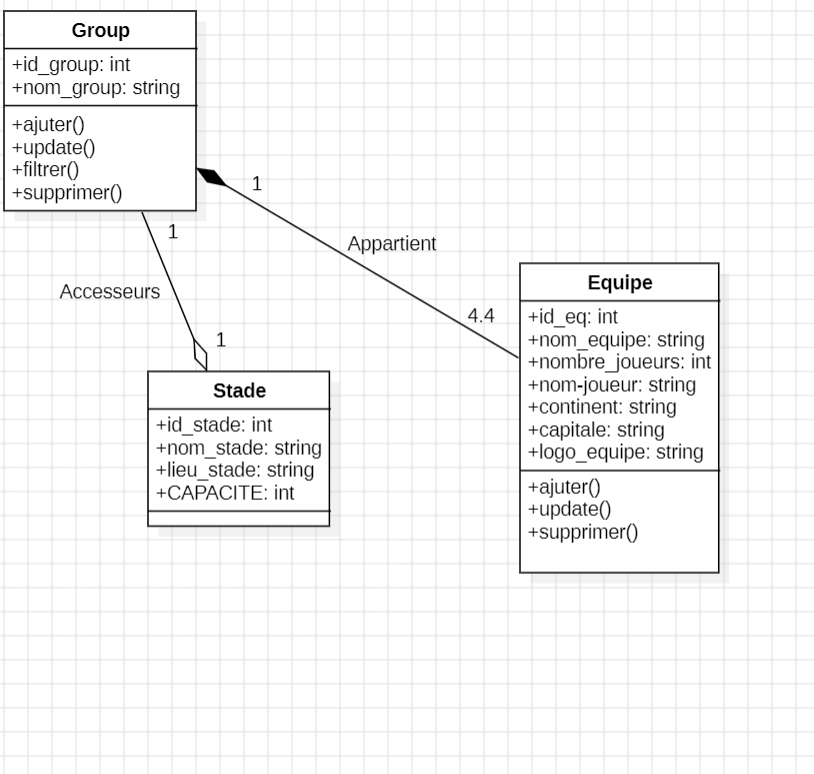 Group
+id_group: int
+nom_group: string
+ajuter()
+update()
+filtrer()
+supprimer()
1
Appartient
4.4
1
Accesseurs
1
Equipe
+id_eq: int
+nom_equipe: string
+nombre_joueurs: int
+nom-joueur: string
+continent: string
+capitale: string
+logo_equipe: string
+ajuter()
+update()
+supprimer()
Stade
+id_stade: int
+nom_stade: string
+lieu_stade: string
+CAPACITE: int